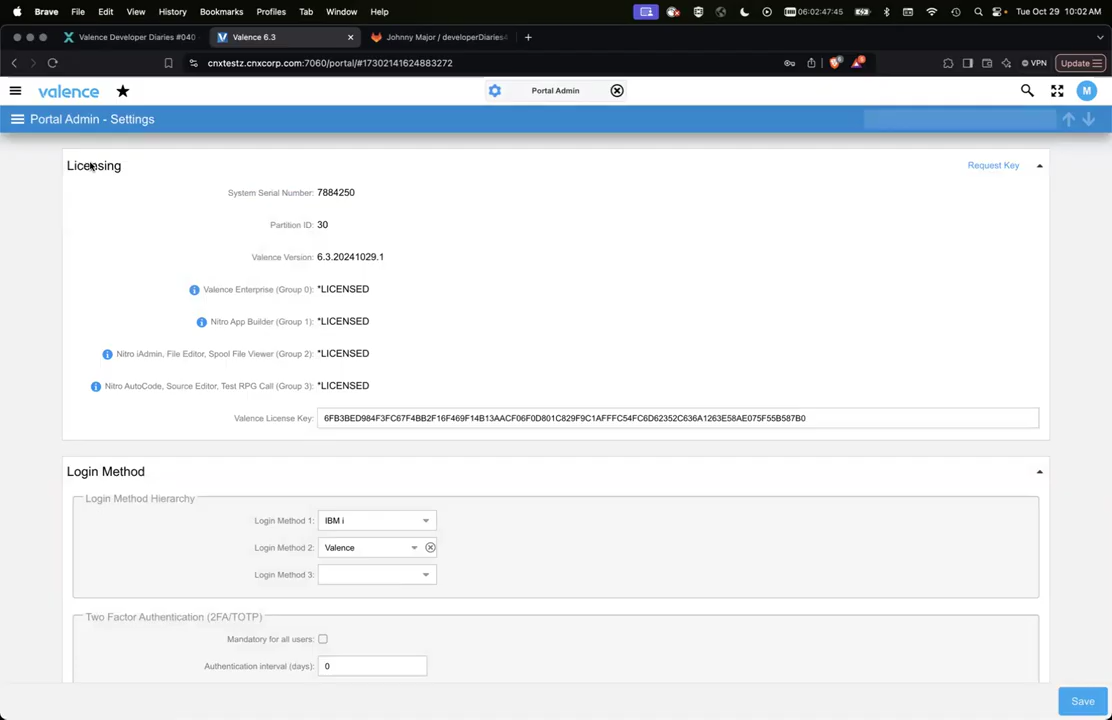 Brave File Edit View History Bookmarks Profiles Tab Window Help 06:02:47:45 Tue Oct 29 10:02 AM
Valence Developer Diaries #040 Valence 6.3 Johnny Major / developerDiaries
cnxtestz.cnxcorp.com:7060/portal/#17302141624883272 VPN Update
valence Portal Admin M
Portal Admin - Settings
Licensing Request Key
System Serial Number: 7884250
Partition ID: 30
Valence Version: 6.3.20241029.1
Valence Enterprise (Group 0): *LICENSED
Nitro App Builder (Group 1): *LICENSED
Nitro iAdmin, File Editor, Spool File Viewer (Group 2): *LICENSED
Nitro AutoCode, Source Editor, Test RPG Call (Group 3): *LICENSED
Valence License Key: 6FB3BED984F3FC67F4BB2F16F469F14B13AACF06F0D801C829F9C1AFFFC54FC6D62352C636A1263E58AE075F55B587B0
Login Method
Login Method Hierarchy
Login Method 1: IBM i
Login Method 2: Valence
Login Method 3:
Two Factor Authentication (2FA/TOTP)
Mandatory for all users:
Authentication interval (days): 0
Save